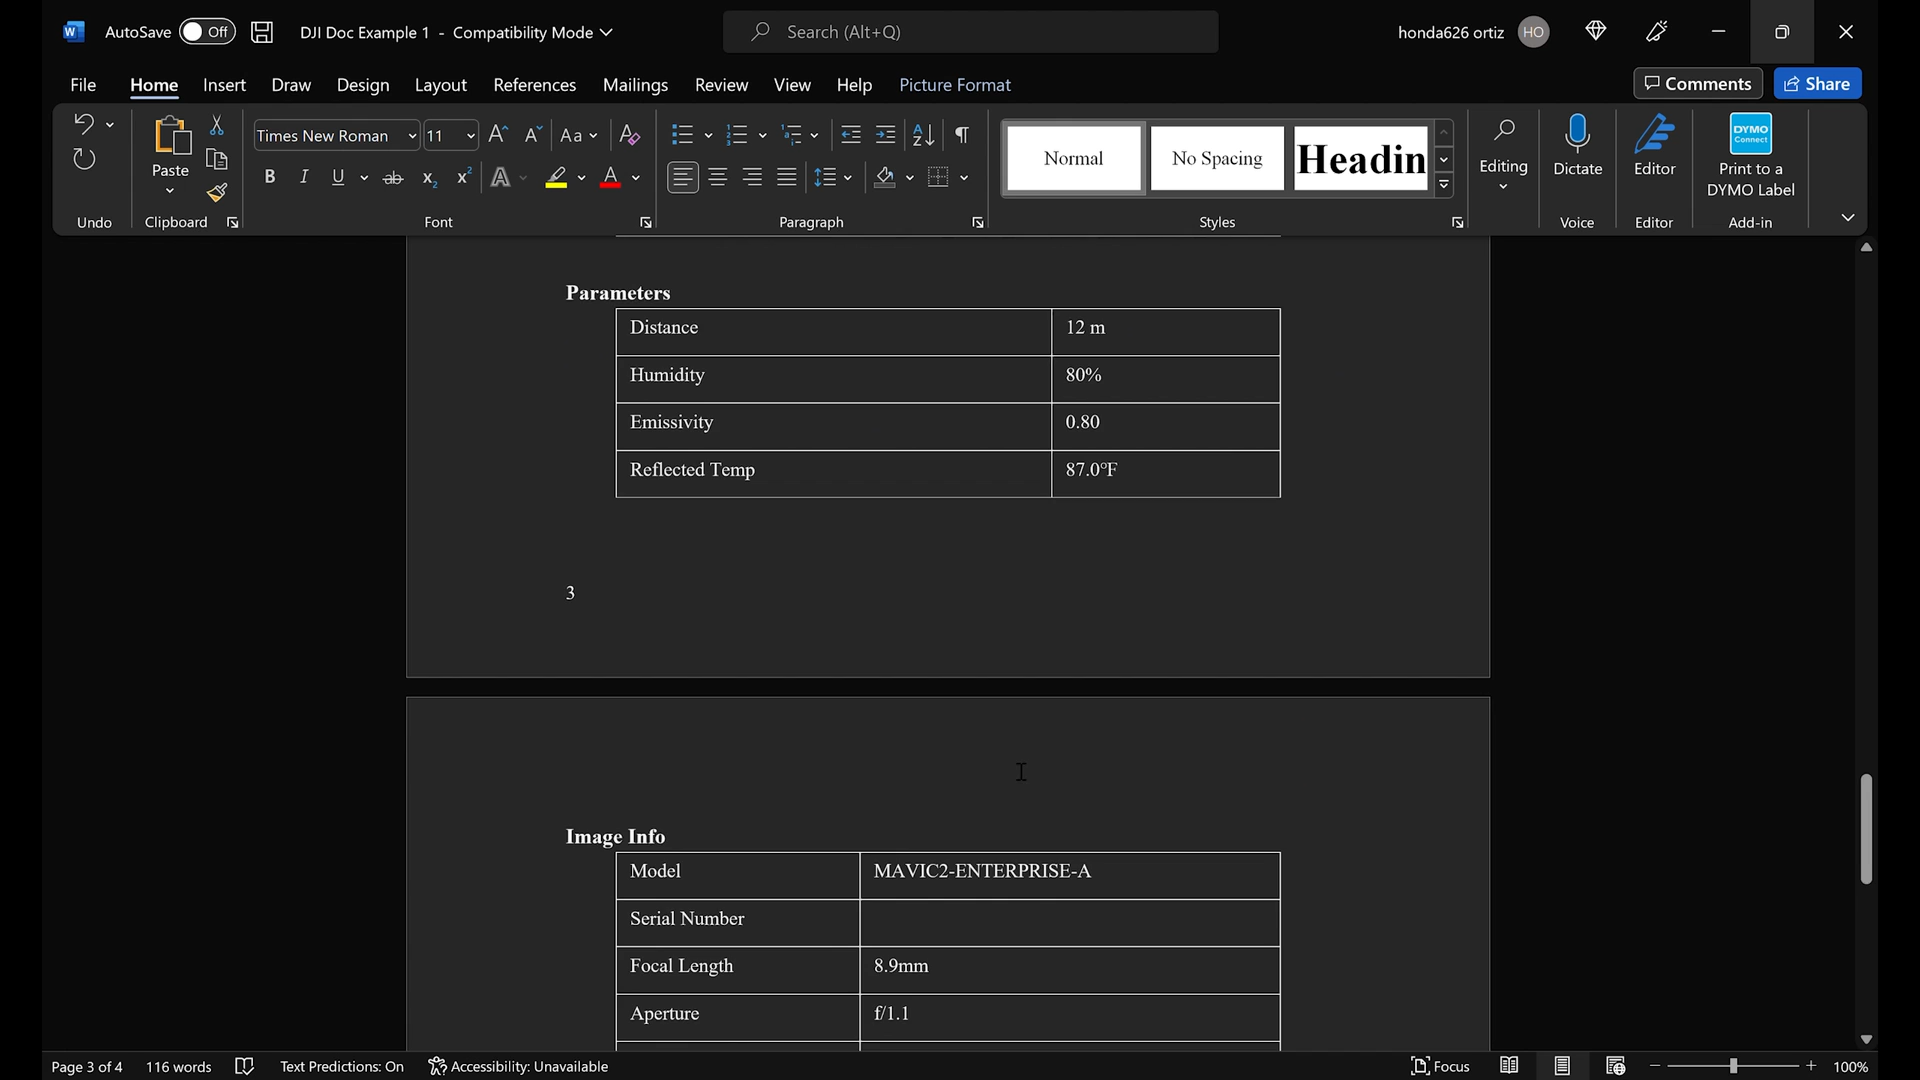 AutoSave Off DJI Doc Example 1 - Compatibility Mode Search (Alt+Q) honda626 ortiz HO
File Home Insert Draw Design Layout References Mailings Review View Help Picture Format Comments Share
Times New Roman 11 Aa
Paste
Normal No Spacing Headin
Editing Dictate Editor DYMO Connect Print to a DYMO Label
Undo Clipboard Font Paragraph Styles Voice Editor Add-in
Parameters
Distance 12 m
Humidity 80%
Emissivity 0.80
Reflected Temp 87.0℉
3
Image Info
Model MAVIC2-ENTERPRISE-A
Serial Number
Focal Length 8.9mm
Aperture f/1.1
Page 3 of 4 116 words Text Predictions: On Accessibility: Unavailable Focus 100%